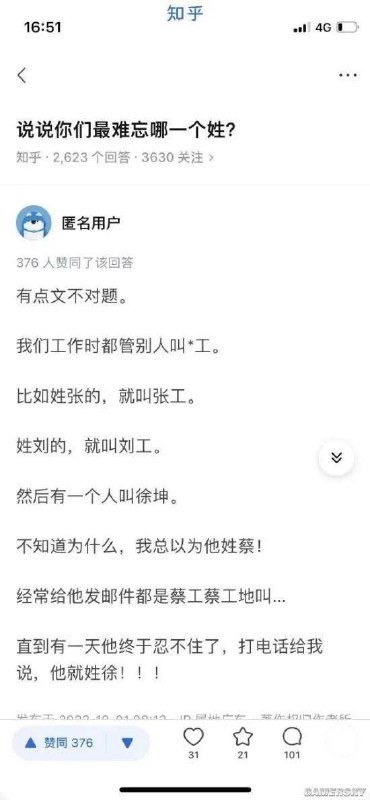 知乎
16:51
4G
说说你们最难忘哪一个姓?
知乎 · 2,623 个回答 · 3630 关注 >
匿名用户
376 人赞同了该回答
有点文不对题。
我们工作时都管别人叫*工。
比如姓张的，就叫张工。
姓刘的，就叫刘工。
然后有一个人叫徐坤。
不知道为什么，我总以为他姓蔡！
经常给他发邮件都是蔡工蔡工地叫...
直到有一天他终于忍不住了，打电话给我
说，他就姓徐！！！
赞同 376
31
21
101
GAMERSKY